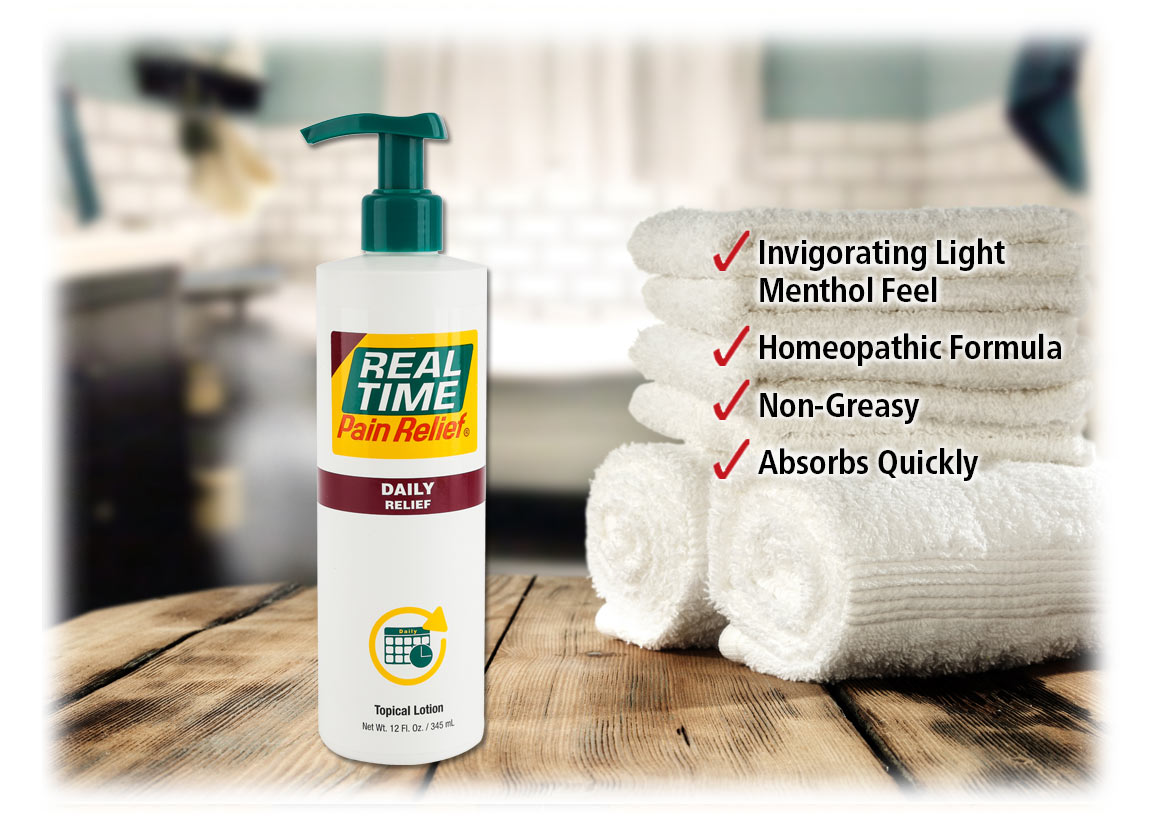 REAL
TIME
Pain Relief®
DAILY
RELIEF
Daily
Topical Lotion
Net Wt. 12 Fl. Oz. / 345 mL
Invigorating Light
Menthol Feel
Homeopathic Formula
Non-Greasy
Absorbs Quickly